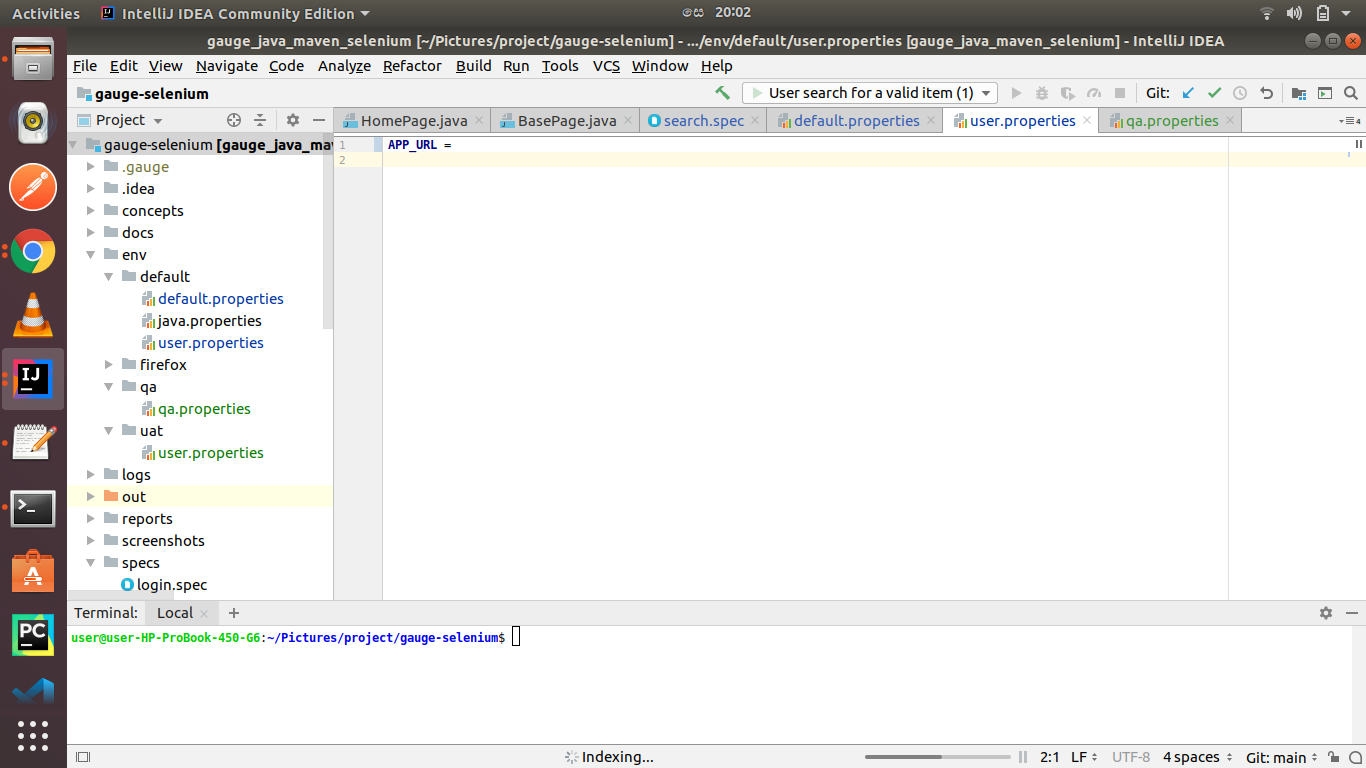 Activities IntelliJ IDEA Community Edition සෙ 20:02
gauge_java_maven_selenium [~/Pictures/project/gauge-selenium] - .../env/default/user.properties [gauge_java_maven_selenium] - IntelliJ IDEA
File Edit View Navigate Code Analyze Refactor Build Run Tools VCS Window Help
gauge-selenium User search for a valid item (1) Git:
Project HomePage.java BasePage.java search.spec default.properties user.properties qa.properties 4
gauge-selenium [gauge_java_mav
.gauge
.idea
concepts
docs
env
default
default.properties
java.properties
user.properties
firefox
qa
qa.properties
uat
user.properties
logs
out
reports
screenshots
specs
login.spec
1 APP_URL =
2
Terminal: Local
user@user-HP-ProBook-450-G6:~/Pictures/project/gauge-selenium$
Indexing... 2:1 LF UTF-8 4 spaces Git: main
IJ
A
PC